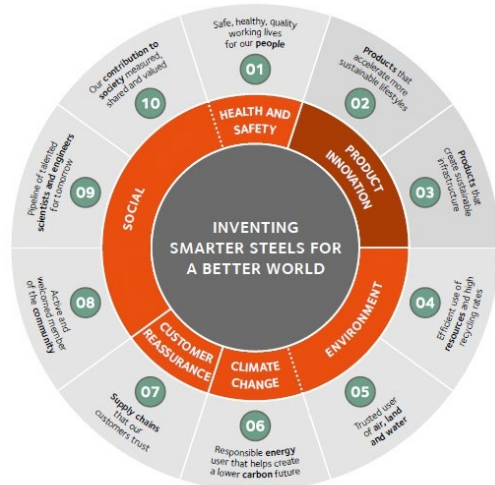 INVENTING
SMARTER STEELS FOR
A BETTER WORLD
HEALTH AND
SAFETY
PRODUCT
INNOVATION
ENVIRONMENT
CLIMATE
CHANGE
CUSTOMER
REASSURANCE
SOCIAL
Safe, healthy, quality
working lives
for our people
01
Products that
accelerate more
sustainable lifestyles
02
Products that
create sustainable
infrastructure
03
04
Efficient use of
resources and high
recycling rates
05
Trusted user
of air, land
and water
06
Responsible energy
user that helps create
a lower carbon future
07
Supply chains
that our
customers trust
08
Active and
welcomed member
of the community
09
Pipeline of talented
scientists and engineers
for tomorrow
Our contribution to
society measured,
shared and valued
10